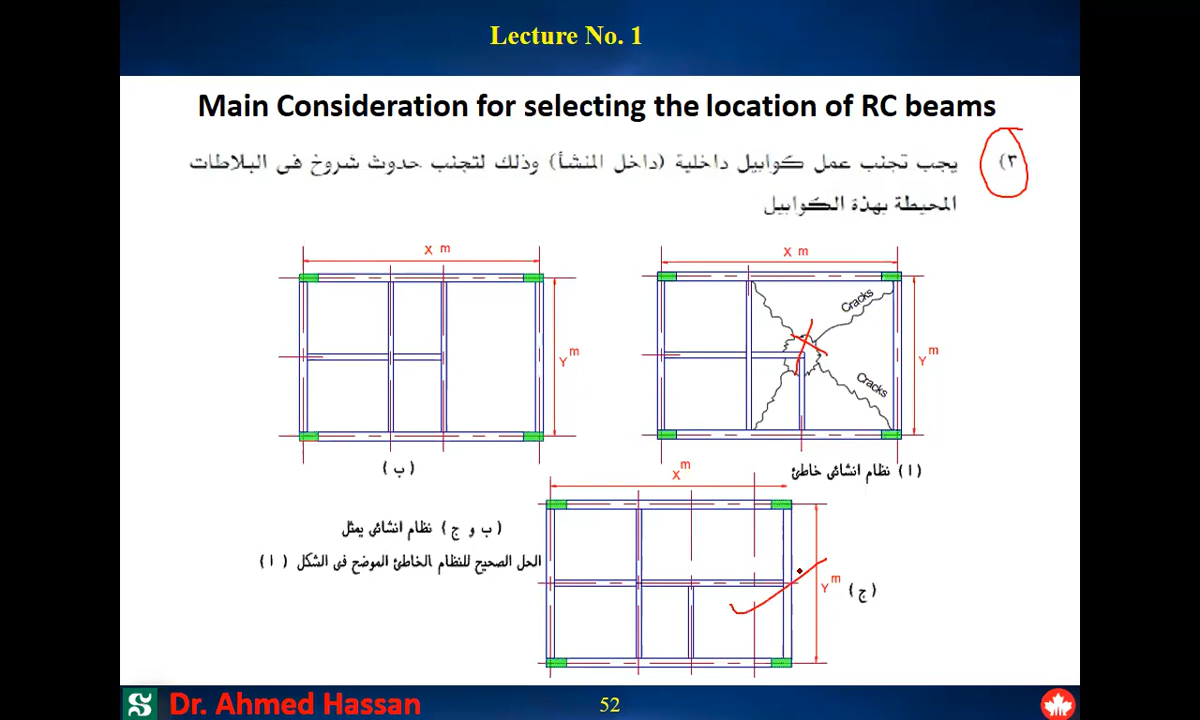 Lecture No. 1
Main Consideration for selecting the location of RC beams
٣) يجب تجنب عمل كوابيل داخلية (داخل المنشأ) وذلك لتجنب حدوث شروخ فى البلاطات
المحيطة بهذة الكوابيل
X m
X m
Cracks
Cracks
Y m
Y m
(ب)
(ا) نظام انشائى خاطئ
X m
(ب و ج) نظام انشائى يمثل
الحل الصحيح للنظام الخاطئ الموضح فى الشكل (ا)
Y m
(ج)
Dr. Ahmed Hassan
52